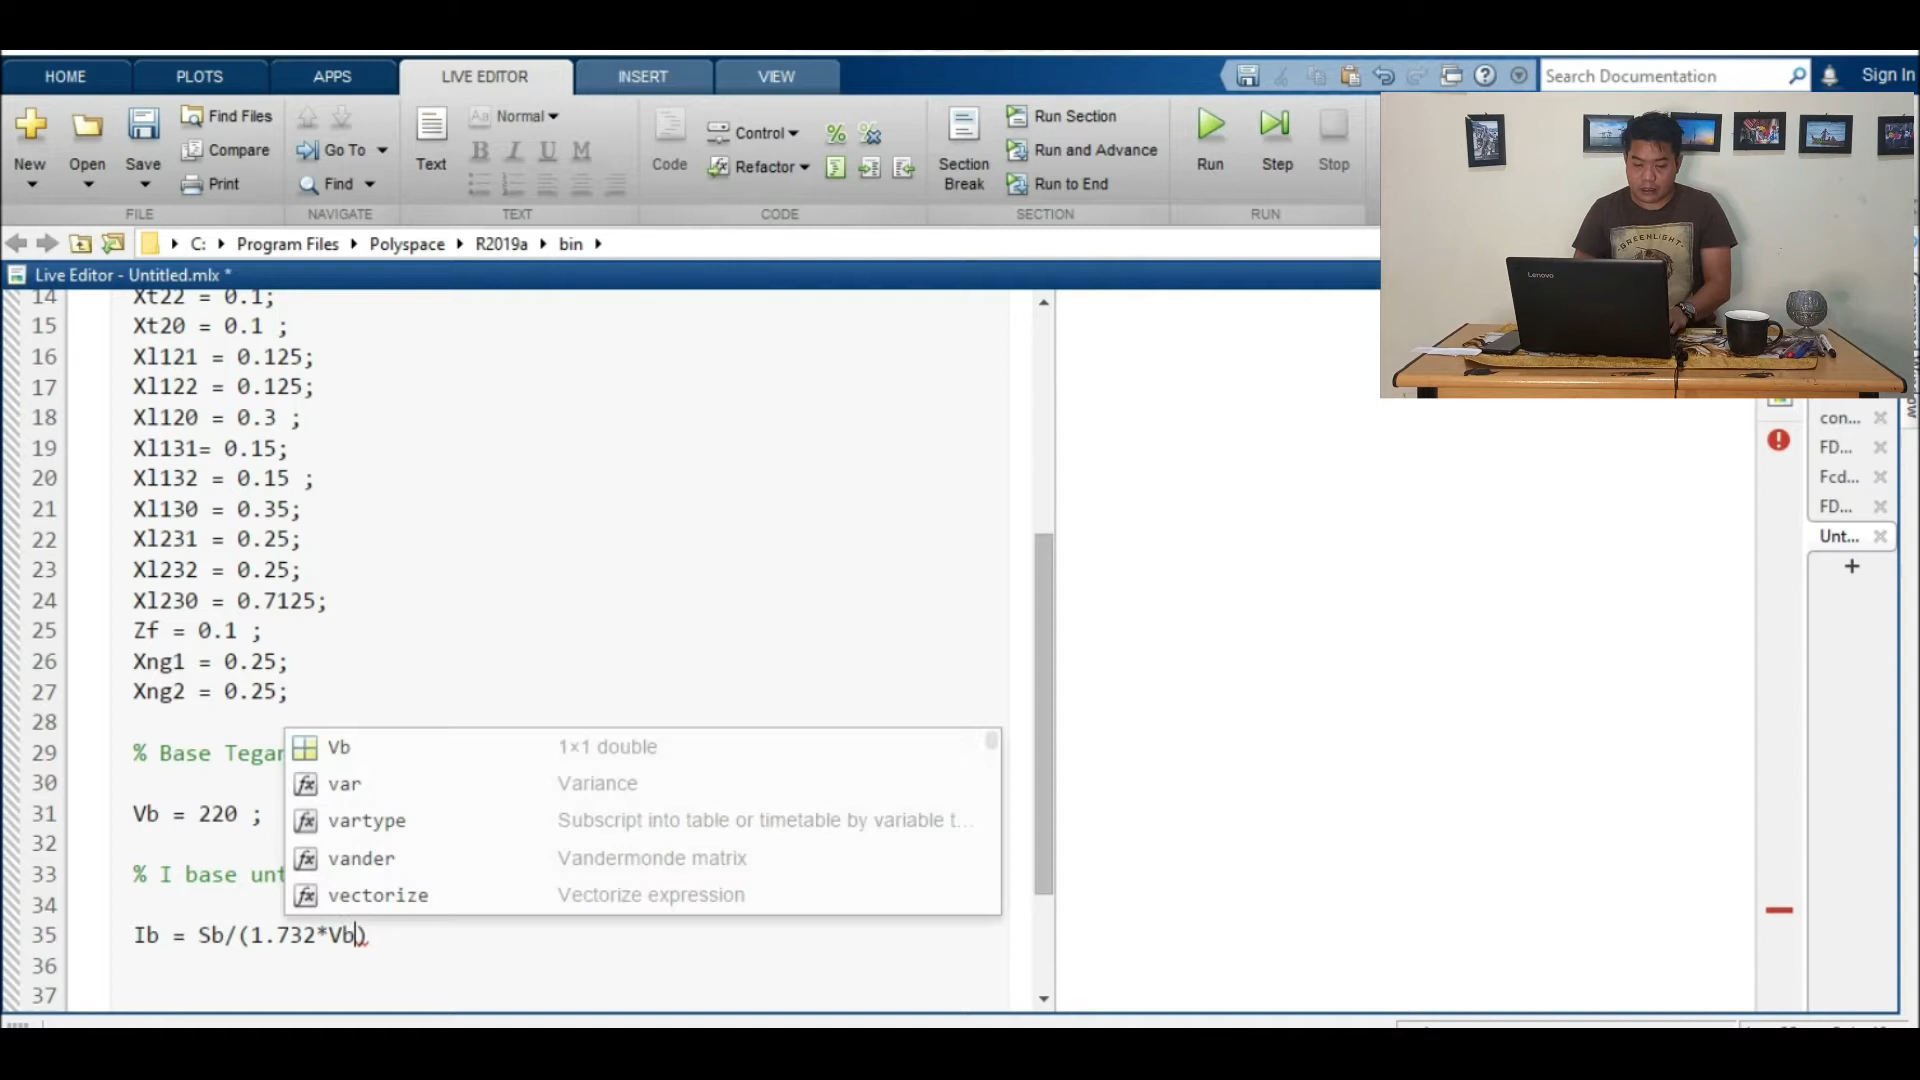 HOME PLOTS APPS LIVE EDITOR INSERT VIEW Search Documentation Sign In
New Open Save Find Files Compare Print Go To Find Text Normal B I U M Code Control Refactor Section Break Run Section Run and Advance Run to End Run Step Stop
FILE NAVIGATE TEXT CODE SECTION RUN
C: Program Files Polyspace R2019a bin
Live Editor - Untitled.mlx *
14 Xt22 = 0.1;
15 Xt20 = 0.1 ;
16 Xl121 = 0.125;
17 Xl122 = 0.125;
18 Xl120 = 0.3 ;
19 Xl131= 0.15;
20 Xl132 = 0.15 ;
21 Xl130 = 0.35;
22 Xl231 = 0.25;
23 Xl232 = 0.25;
24 Xl230 = 0.7125;
25 Zf = 0.1 ;
26 Xng1 = 0.25;
27 Xng2 = 0.25;
28
29 % Base Tegan
30
31 Vb = 220 ;
32
33 % I base unt
34
35 Ib = Sb/(1.732*Vb)
36
37
Vb 1×1 double
var Variance
vartype Subscript into table or timetable by variable t...
vander Vandermonde matrix
vectorize Vectorize expression
con...
FD...
Fcd...
FD...
Unt...
GREENLIGHT
Lenovo